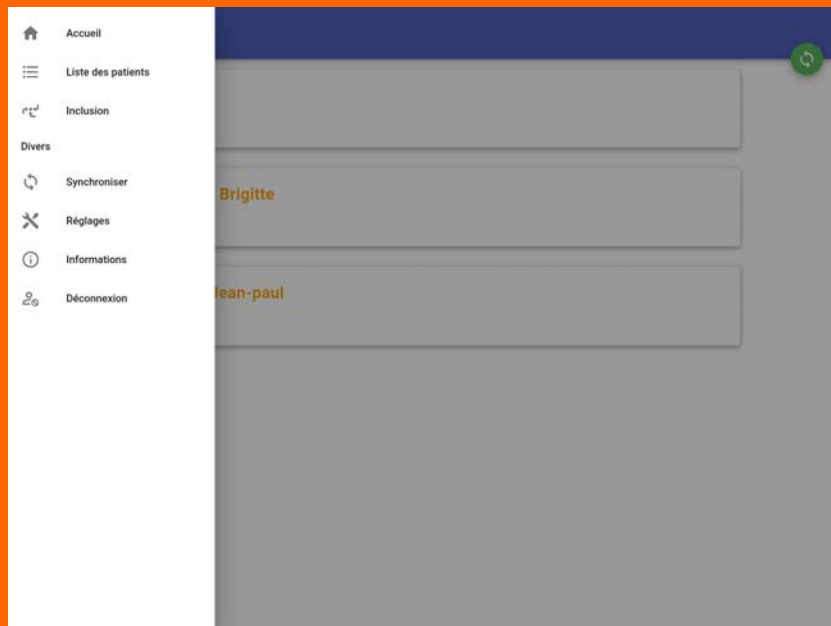 Accueil
Liste des patients
Inclusion
Divers
Synchroniser
Brigitte
Réglages
Informations
Jean-paul
Déconnexion